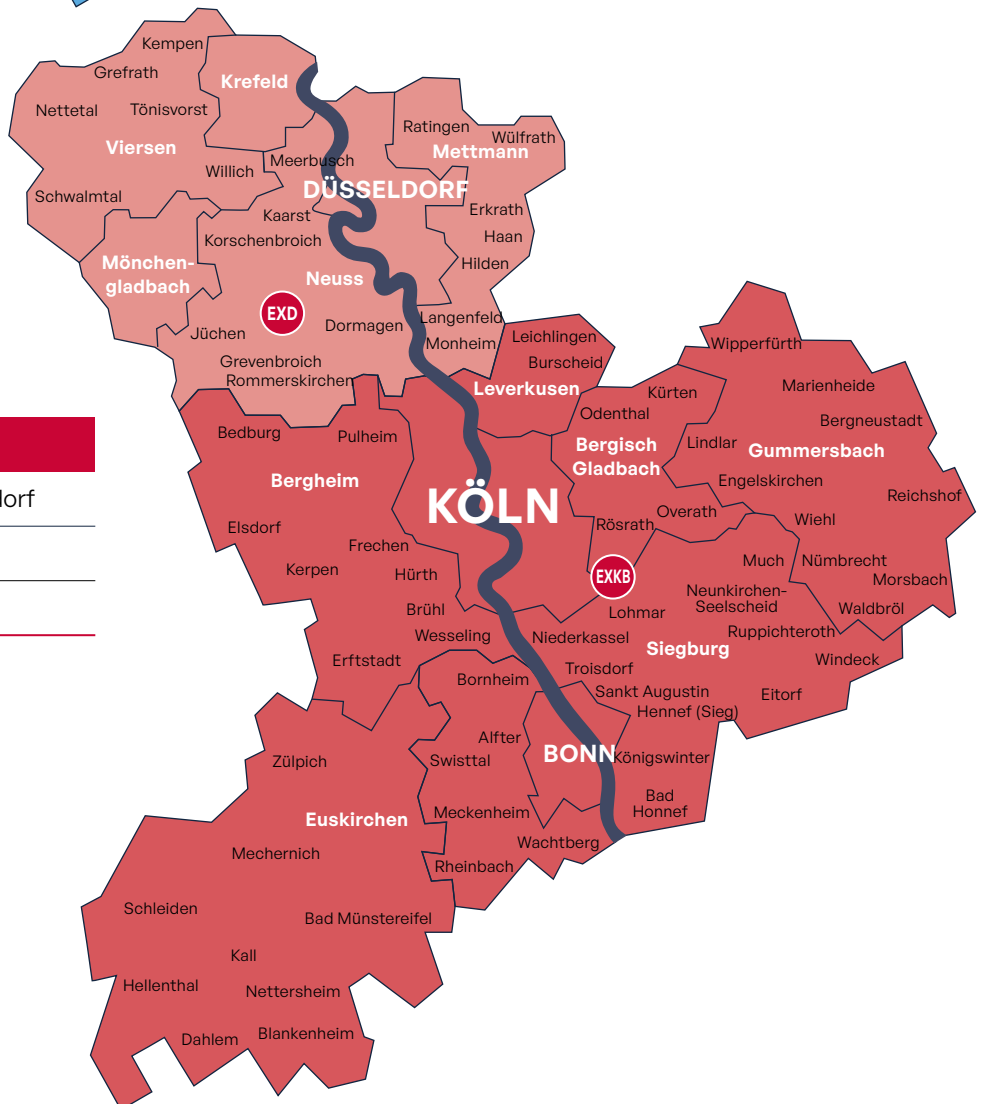 Kempen
Grefrath
Krefeld
Nettetal
Tönisvorst
Viersen
Willich
Schwalmtal
Ratingen
Wülfrath
Mettmann
Meerbusch
DÜSSELDORF
Kaarst
Erkrath
Korschenbroich
Haan
Hilden
Mönchen-
gladbach
Neuss
EXD
Jüchen
Dormagen
Langenfeld
Monheim
Grevenbroich
Rommerskirchen
Leichlingen
Burscheid
Leverkusen
Wipperfürth
Kürten
Marienheide
Odenthal
Bergneustadt
Bedburg
Pulheim
Bergisch
Gladbach
Lindlar
Gummersbach
Bergheim
Engelskirchen
Reichshof
dorf
KÖLN
Overath
Wiehl
Rösrath
Elsdorf
Frechen
Kerpen
Hürth
EXKB
Much
Nümbrecht
Morsbach
Neunkirchen-
Seelscheid
Waldbröl
Brühl
Lohmar
Wesseling
Niederkassel
Ruppichteroth
Siegburg
Windeck
Erftstadt
Troisdorf
Bornheim
Sankt Augustin
Eitorf
Hennef (Sieg)
Alfter
BONN
Königswinter
Swisttal
Zülpich
Bad
Honnef
Meckenheim
Euskirchen
Wachtberg
Mechernich
Rheinbach
Schleiden
Bad Münstereifel
Kall
Hellenthal
Nettersheim
Dahlem
Blankenheim